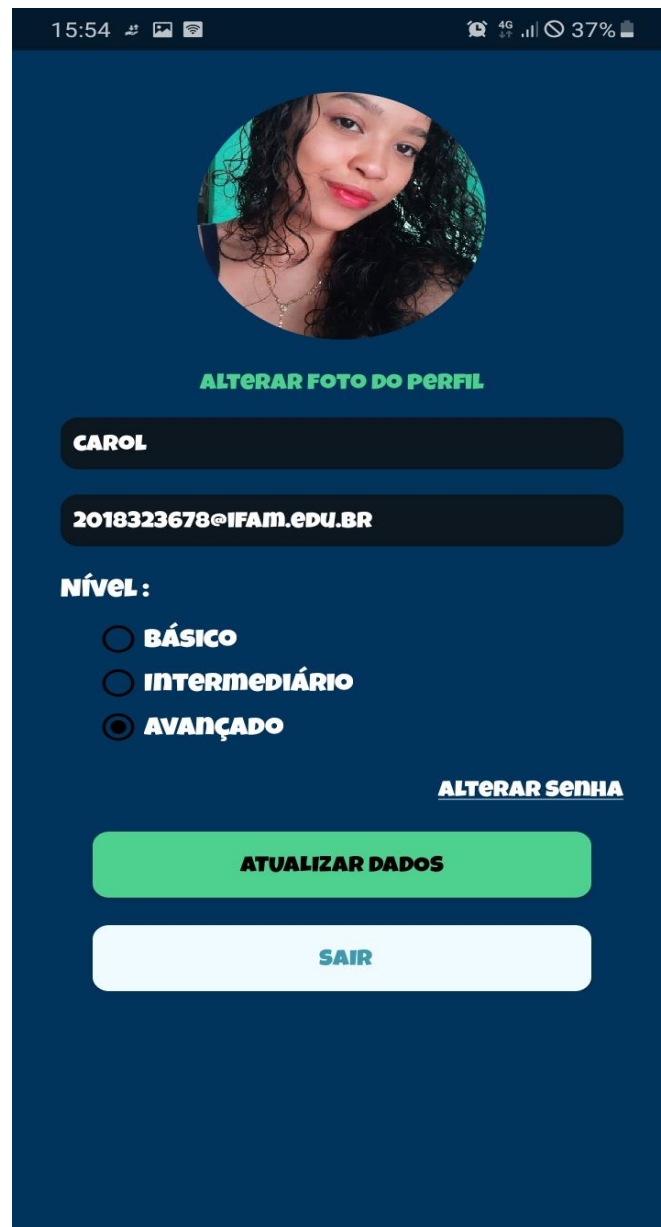 15:54 4G 37%
ALTERAR FOTO DO PERFIL
CAROL
2018323678@IFAM.EDU.BR
NÍVEL :
BÁSICO
INTERMEDIÁRIO
AVANÇADO
ALTERAR SENHA
ATUALIZAR DADOS
SAIR